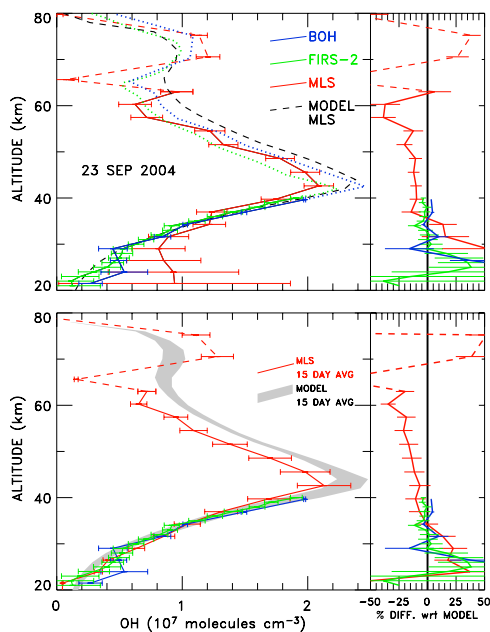 80
60
40
20
ALTITUDE (km)
BOH
FIRS-2
MLS
MODEL
MLS
23 SEP 2004
80
60
40
20
ALTITUDE (km)
MLS
15 DAY AVG
MODEL
15 DAY AVG
0 1 2
-50 -25 0 25 50
OH (10⁷ molecules cm⁻³)
% DIFF. wrt MODEL